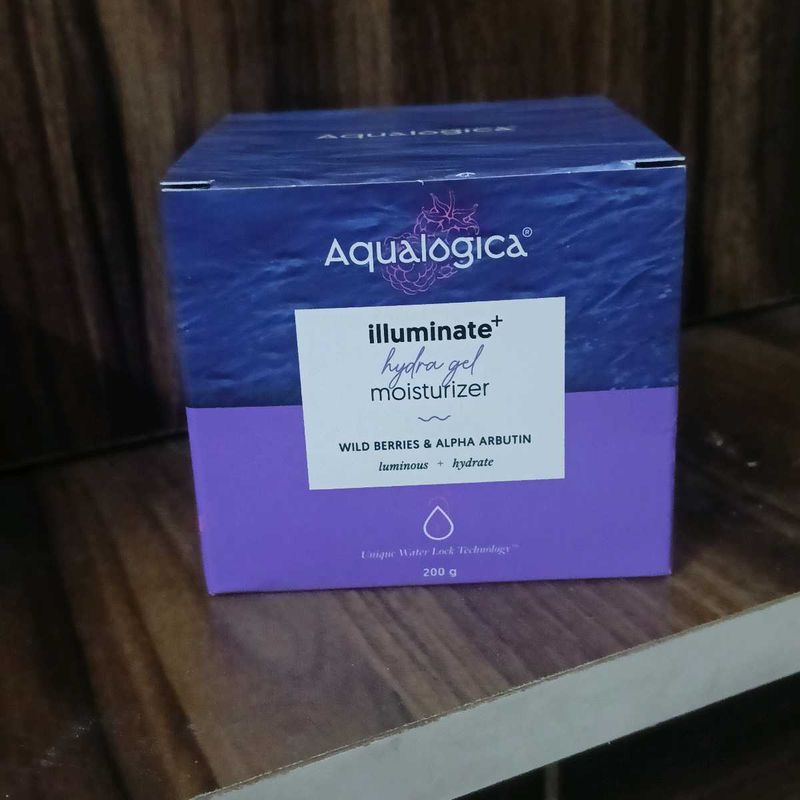 Aqualogica
Aqualogica®
illuminate+
hydra gel
moisturizer
WILD BERRIES & ALPHA ARBUTIN
luminous + hydrate
Unique Water Lock Technology™
200 g